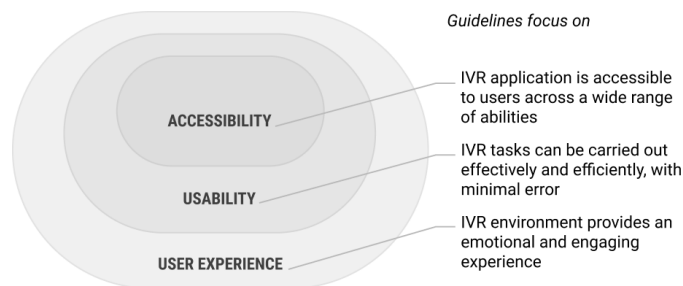 Guidelines focus on
IVR application is accessible
to users across a wide range
of abilities
ACCESSIBILITY
IVR tasks can be carried out
effectively and efficiently, with
minimal error
USABILITY
IVR environment provides an
emotional and engaging
experience
USER EXPERIENCE